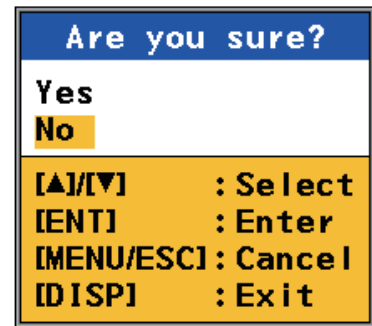 Are you sure?
Yes
No
[▲]/[▼] :Select
[ENT] :Enter
[MENU/ESC]:Cancel
[DISP] :Exit